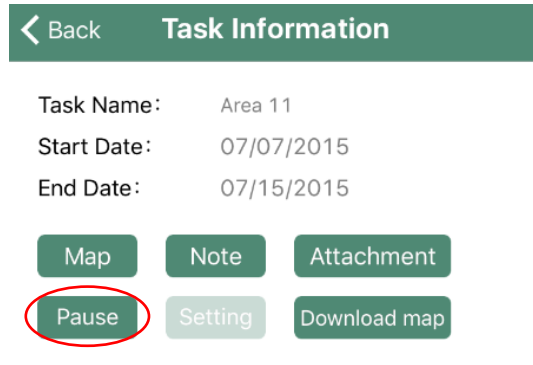 Back Task Information
Task Name: Area 11
Start Date: 07/07/2015
End Date: 07/15/2015
Map Note Attachment
Pause Setting Download map